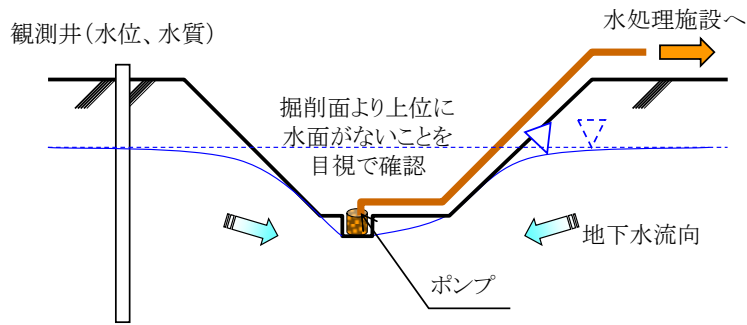 水処理施設へ
観測井(水位、水質)
掘削面より上位に
水面がないことを
目視で確認
地下水流向
ポンプ